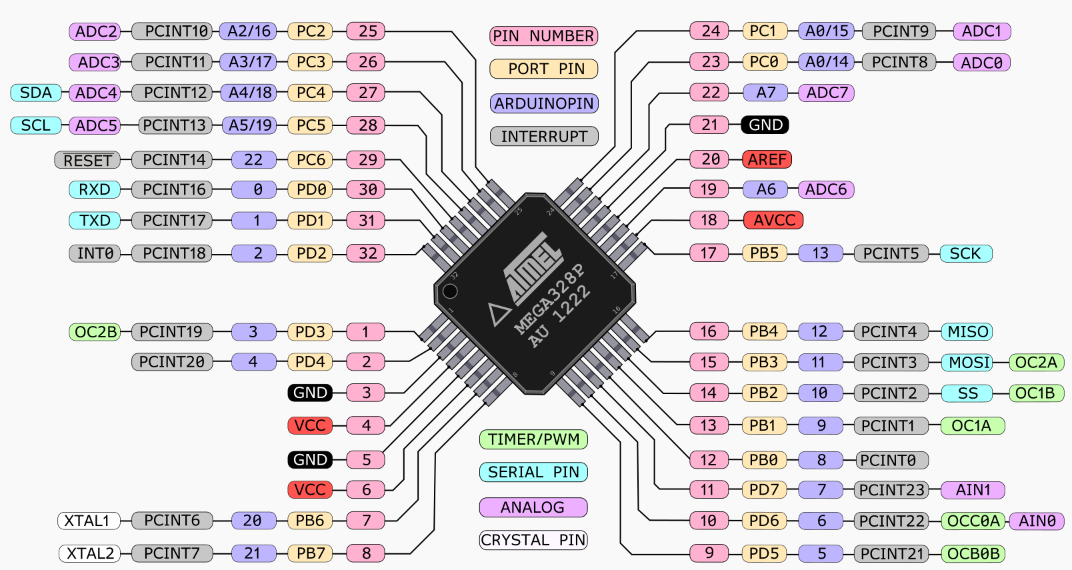 ADC2 PCINT10 A2/16 PC2 25
ADC3 PCINT11 A3/17 PC3 26
SDA ADC4 PCINT12 A4/18 PC4 27
SCL ADC5 PCINT13 A5/19 PC5 28
RESET PCINT14 22 PC6 29
RXD PCINT16 0 PD0 30
TXD PCINT17 1 PD1 31
INT0 PCINT18 2 PD2 32
OC2B PCINT19 3 PD3 1
PCINT20 4 PD4 2
GND 3
VCC 4
GND 5
VCC 6
XTAL1 PCINT6 20 PB6 7
XTAL2 PCINT7 21 PB7 8
PIN NUMBER
PORT PIN
ARDUINOPIN
INTERRUPT
25 24
32 17
ATMEL
MEGA328P
AU 1222
1 16
8 9
TIMER/PWM
SERIAL PIN
ANALOG
CRYSTAL PIN
24 PC1 A0/15 PCINT9 ADC1
23 PC0 A0/14 PCINT8 ADC0
22 A7 ADC7
21 GND
20 AREF
19 A6 ADC6
18 AVCC
17 PB5 13 PCINT5 SCK
16 PB4 12 PCINT4 MISO
15 PB3 11 PCINT3 MOSI OC2A
14 PB2 10 PCINT2 SS OC1B
13 PB1 9 PCINT1 OC1A
12 PB0 8 PCINT0
11 PD7 7 PCINT23 AIN1
10 PD6 6 PCINT22 OCC0A AIN0
9 PD5 5 PCINT21 OCB0B